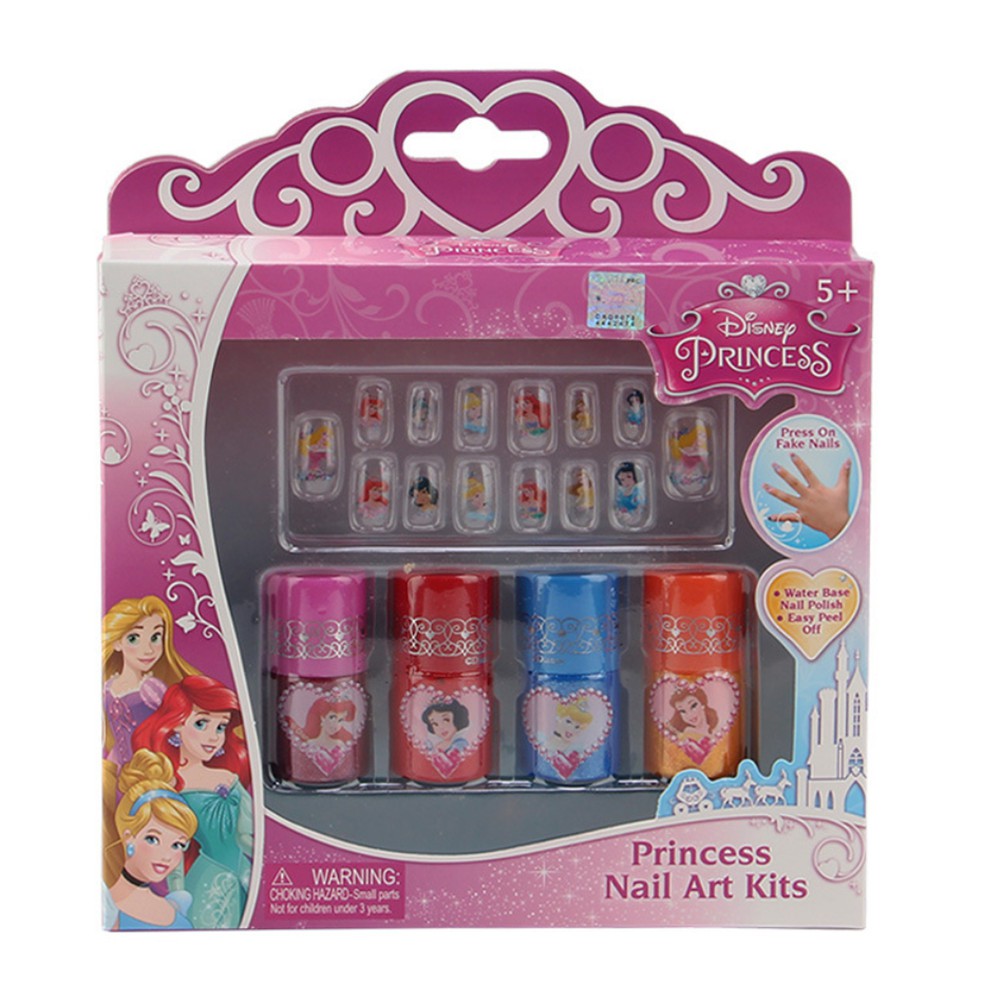 PRINCESS
5+
DISNEY
PRINCESS
Press On
Fake Nails
• Water Base
Nail Polish
• Easy Peel
Off
Princess
Nail Art Kits
WARNING:
CHOKING HAZARD-Small parts
Not for children under 3 years.